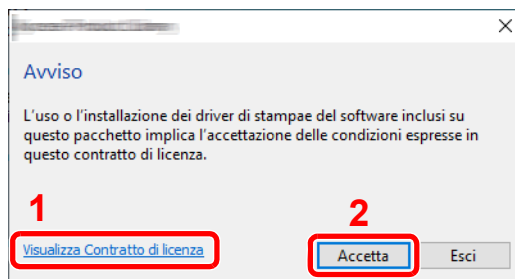 Avviso
L'uso o l'installazione dei driver di stampae del software inclusi su
questo pacchetto implica l'accettazione delle condizioni espresse in
questo contratto di licenza.
1
2
Visualizza Contratto di licenza
Accetta
Esci